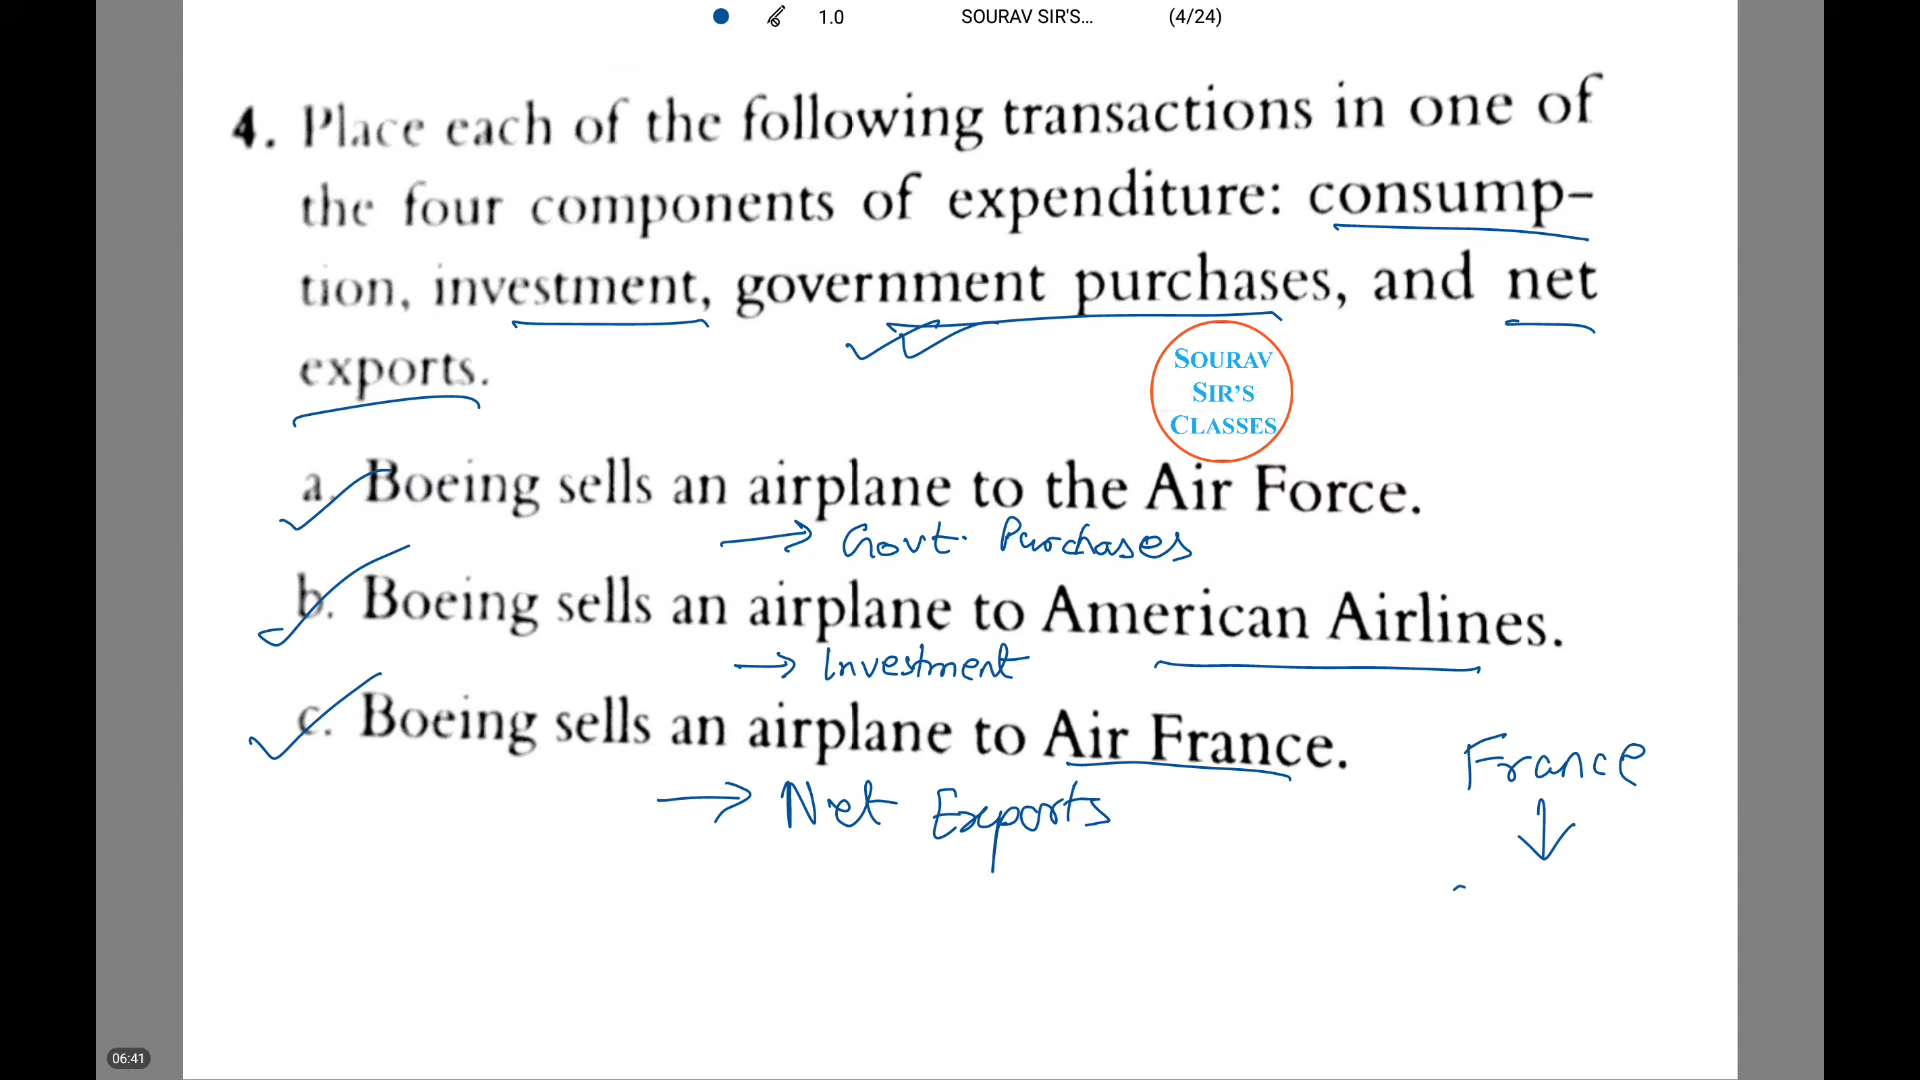 1.0 SOURAV SIR'S... (4/24)
4. Place each of the following transactions in one of
the four components of expenditure: consump-
tion, investment, government purchases, and net
exports.
SOURAV
SIR'S
CLASSES
a. Boeing sells an airplane to the Air Force.
→ Govt. Purchases
b. Boeing sells an airplane to American Airlines.
→ Investment
c. Boeing sells an airplane to Air France.
→ Net Exports
France
↓
06:41